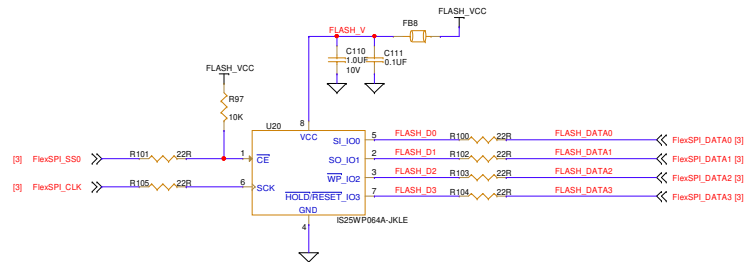 FLASH_VCC
FLASH_V
FB8
C110
1.0UF
10V
C111
0.1UF
FLASH_VCC
R97
10K
U20
8
VCC
[3] FlexSPI_SS0
R101
22R
1
CE
SI_IO0
5
FLASH_D0
R100
22R
FLASH_DATA0
FlexSPI_DATA0 [3]
SO_IO1
2
FLASH_D1
R102
22R
FLASH_DATA1
FlexSPI_DATA1 [3]
[3] FlexSPI_CLK
R105
22R
6
SCK
WP_IO2
3
FLASH_D2
R103
22R
FLASH_DATA2
FlexSPI_DATA2 [3]
HOLD/RESET_IO3
7
FLASH_D3
R104
22R
FLASH_DATA3
FlexSPI_DATA3 [3]
GND
4
IS25WP064A-JKLE